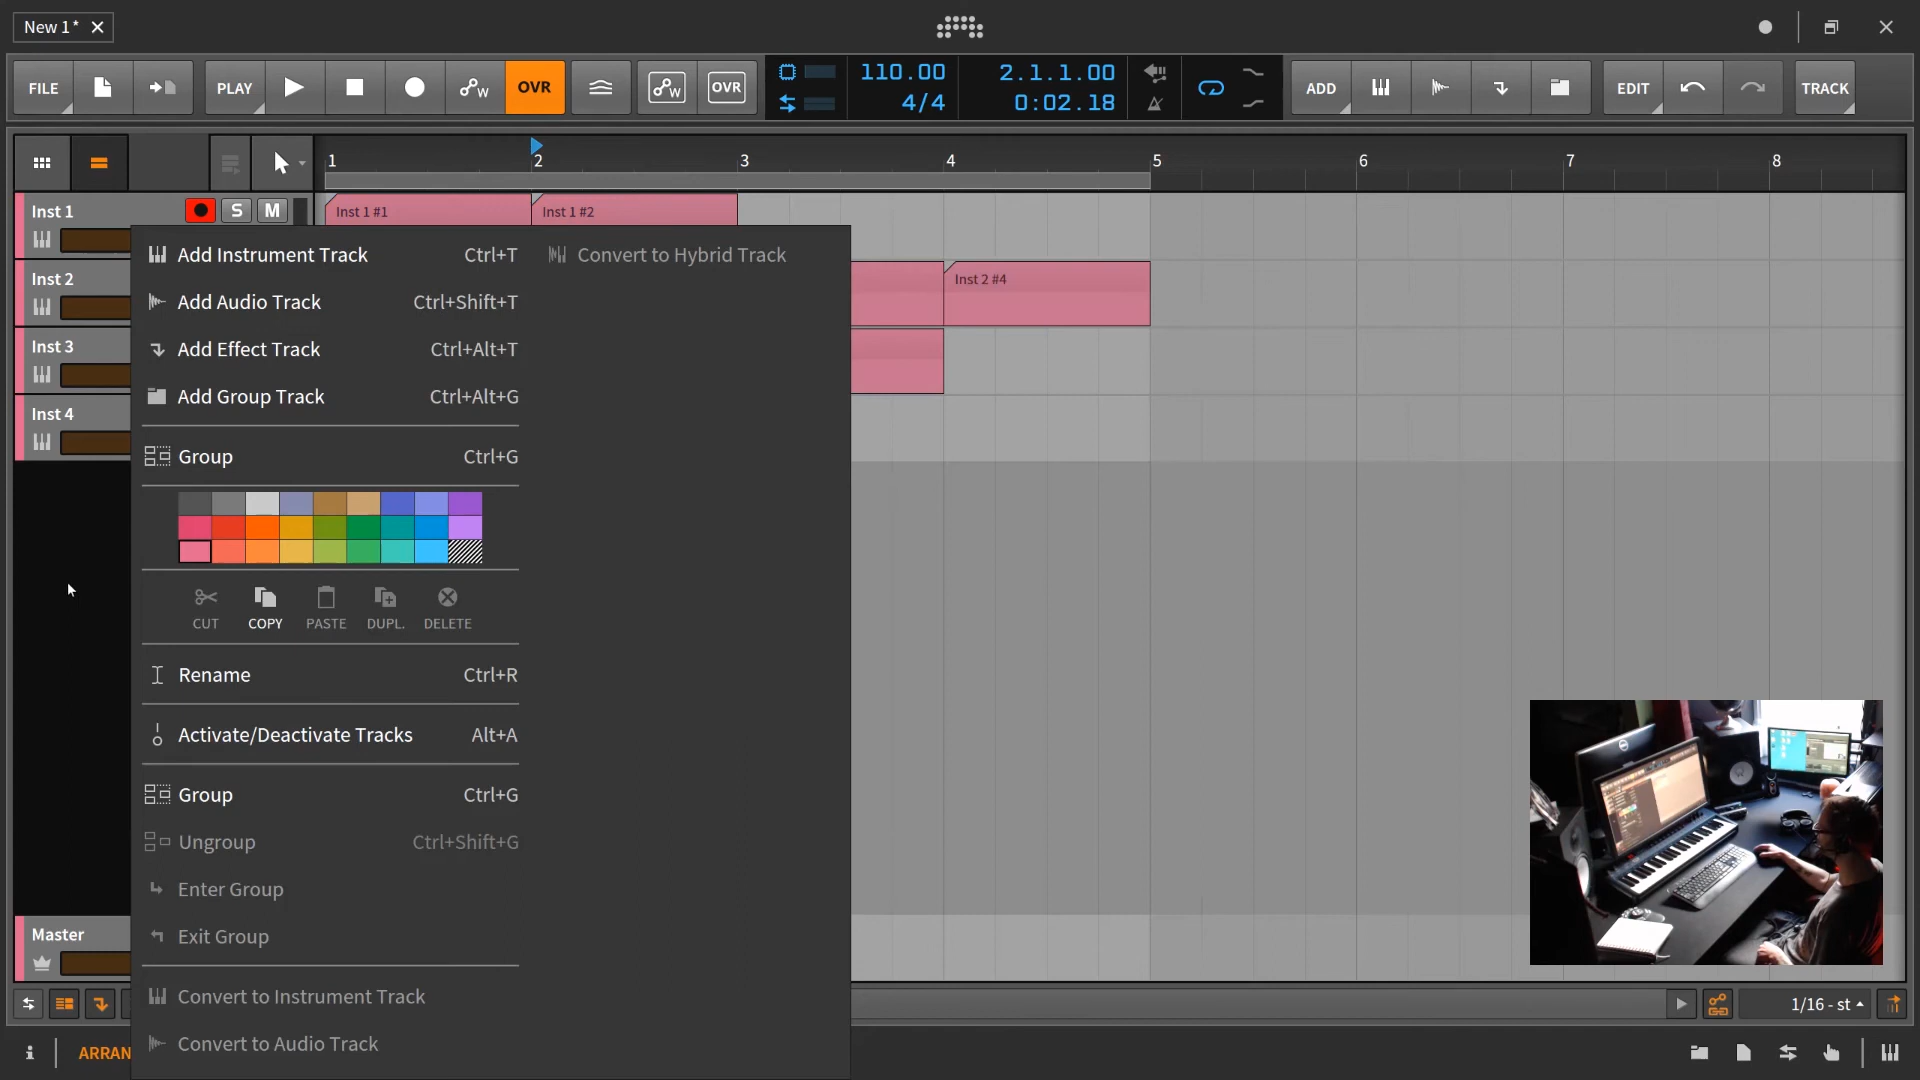 New 1*
FILE
PLAY
OVR
OVR
110.00
4/4
2.1.1.00
0:02.18
ADD
EDIT
TRACK
1 2 3 4 5 6 7 8
Inst 1
S M
Inst 1 #1
Inst 1 #2
Inst 2
Inst 2 #4
Inst 3
Inst 4
Add Instrument Track Ctrl+T
Convert to Hybrid Track
Add Audio Track Ctrl+Shift+T
Add Effect Track Ctrl+Alt+T
Add Group Track Ctrl+Alt+G
Group Ctrl+G
CUT COPY PASTE DUPL. DELETE
Rename Ctrl+R
Activate/Deactivate Tracks Alt+A
Group Ctrl+G
Ungroup Ctrl+Shift+G
Enter Group
Exit Group
Convert to Instrument Track
Convert to Audio Track
Master
1/16 - st
ARRAN